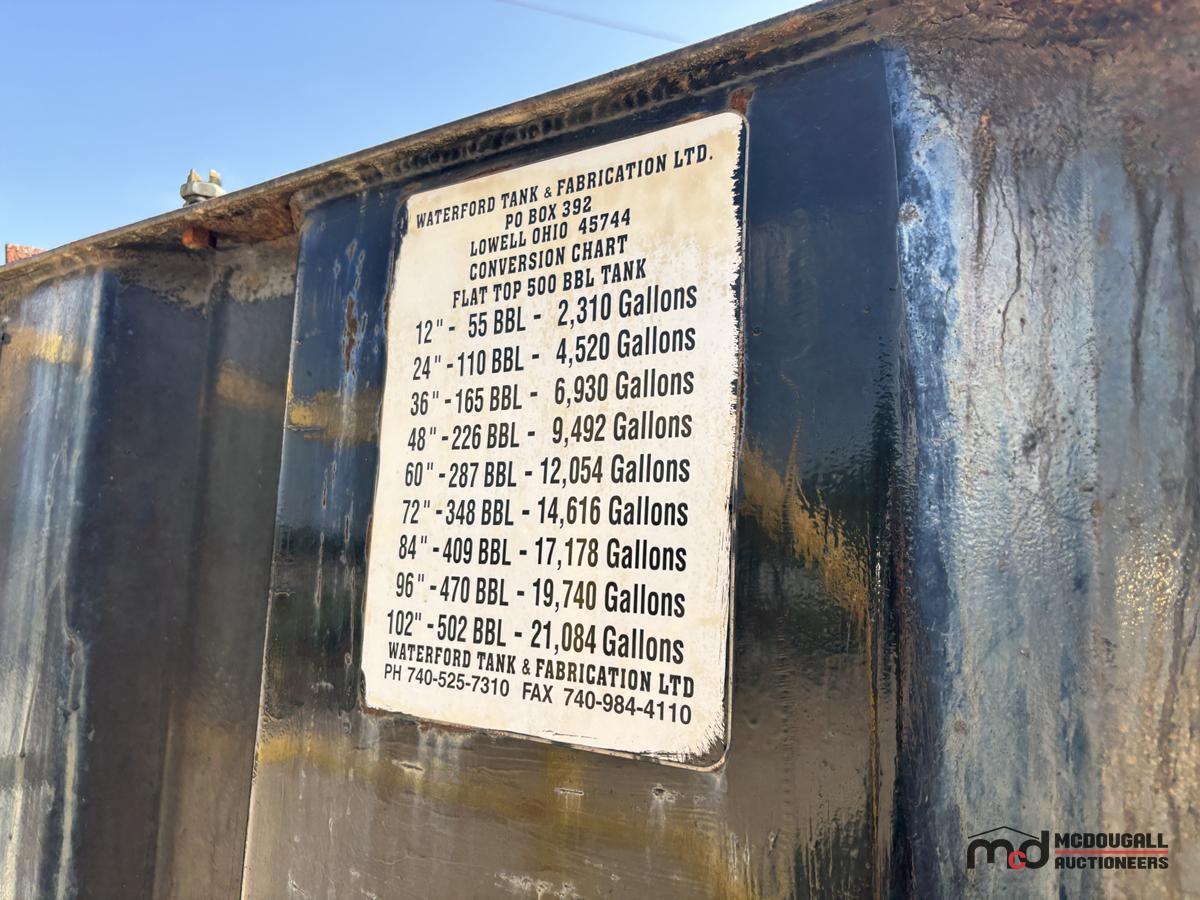 WATERFORD TANK & FABRICATION LTD.
PO BOX 392
LOWELL OHIO 45744
CONVERSION CHART
FLAT TOP 500 BBL TANK
12" - 55 BBL - 2,310 Gallons
24" - 110 BBL - 4,520 Gallons
36" - 165 BBL - 6,930 Gallons
48" - 226 BBL - 9,492 Gallons
60" - 287 BBL - 12,054 Gallons
72" - 348 BBL - 14,616 Gallons
84" - 409 BBL - 17,178 Gallons
96" - 470 BBL - 19,740 Gallons
102" - 502 BBL - 21,084 Gallons
WATERFORD TANK & FABRICATION LTD
PH 740-525-7310 FAX 740-984-4110
mcd MCDOUGALL
AUCTIONEERS